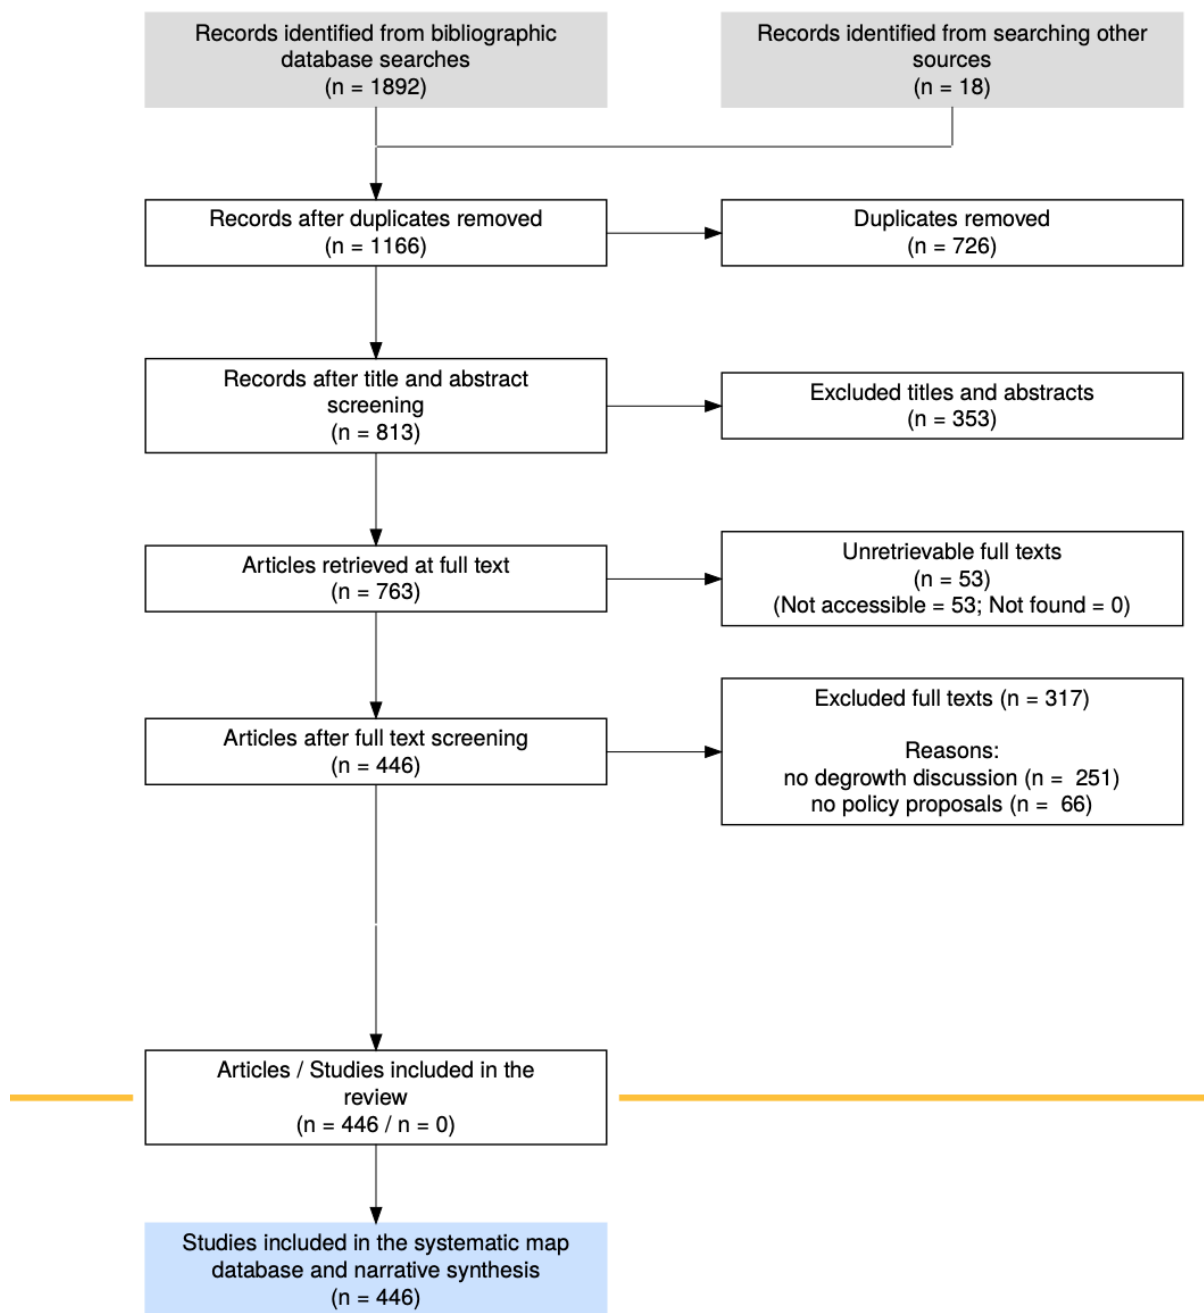 Records identified from bibliographic
database searches
(n = 1892)
Records identified from searching other
sources
(n = 18)
Records after duplicates removed
(n = 1166)
Duplicates removed
(n = 726)
Records after title and abstract
screening
(n = 813)
Excluded titles and abstracts
(n = 353)
Articles retrieved at full text
(n = 763)
Unretrievable full texts
(n = 53)
(Not accessible = 53; Not found = 0)
Articles after full text screening
(n = 446)
Excluded full texts (n = 317)
Reasons:
no degrowth discussion (n =  251)
no policy proposals (n =  66)
Articles / Studies included in the
review
(n = 446 / n = 0)
Studies included in the systematic map
database and narrative synthesis
(n = 446)